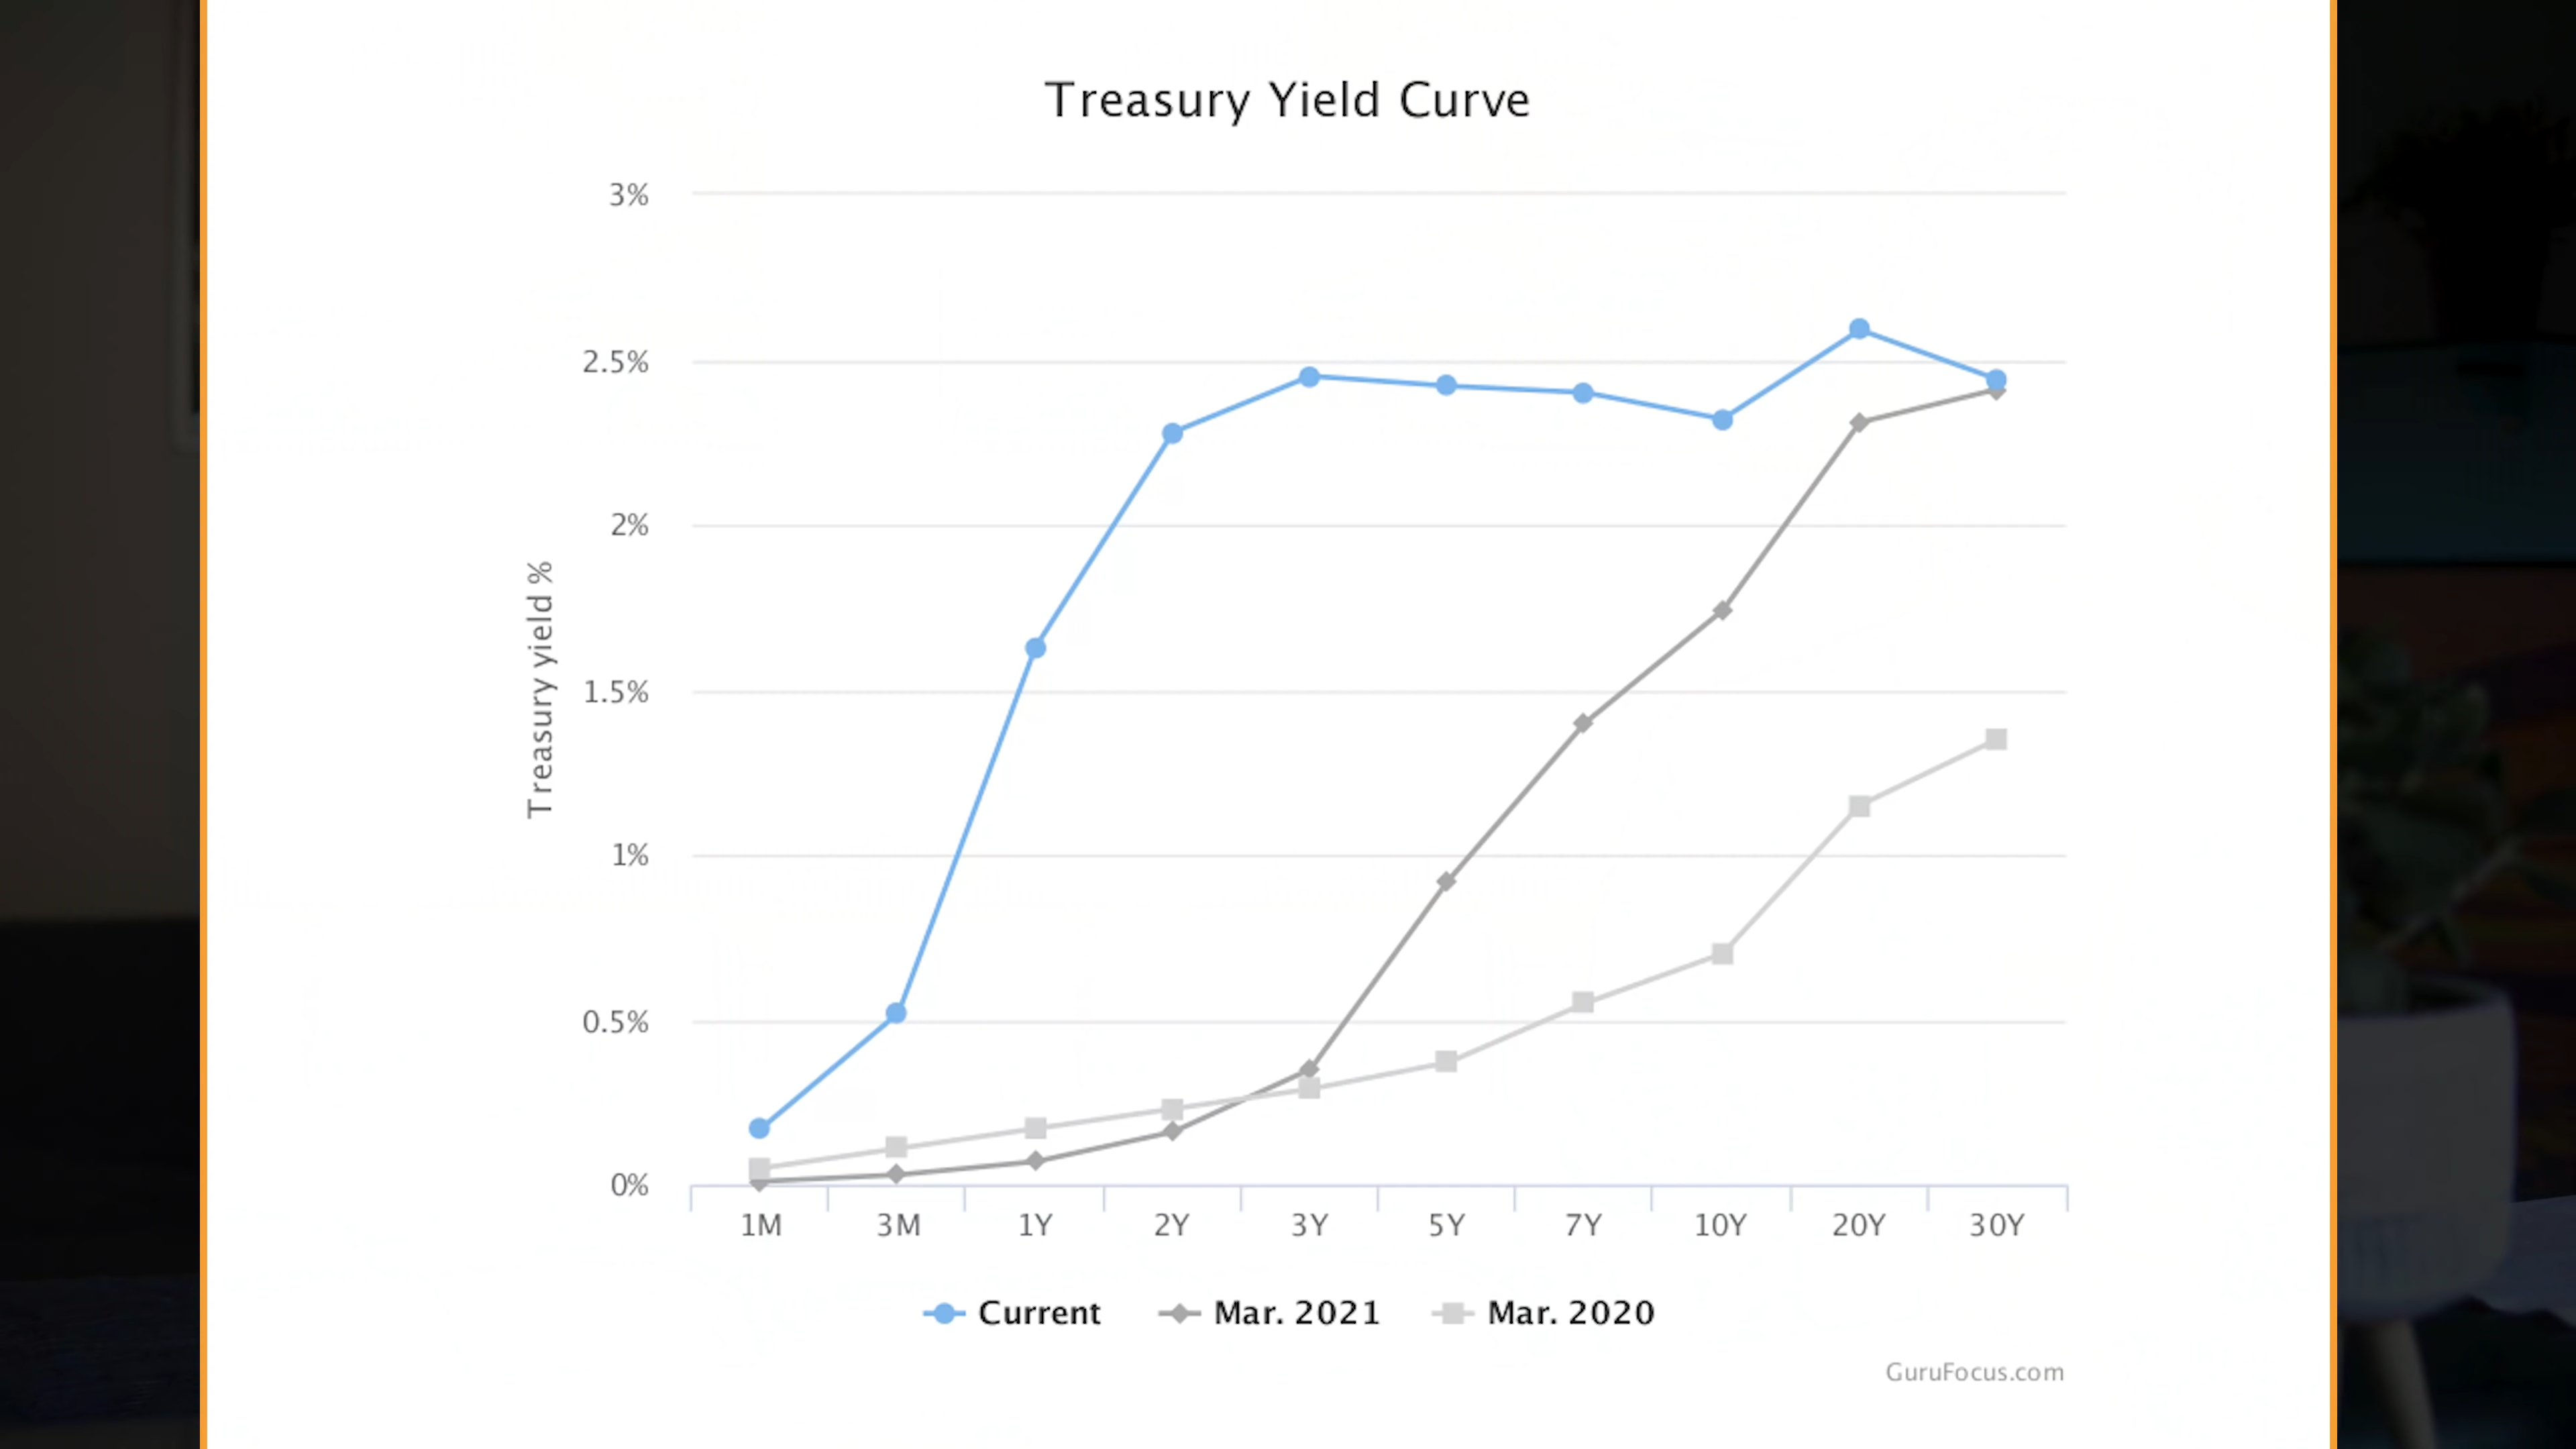 Treasury Yield Curve
3%
2.5%
2%
1.5%
1%
0.5%
0%
Treasury yield %
1M 3M 1Y 2Y 3Y 5Y 7Y 10Y 20Y 30Y
Current Mar. 2021 Mar. 2020
GuruFocus.com